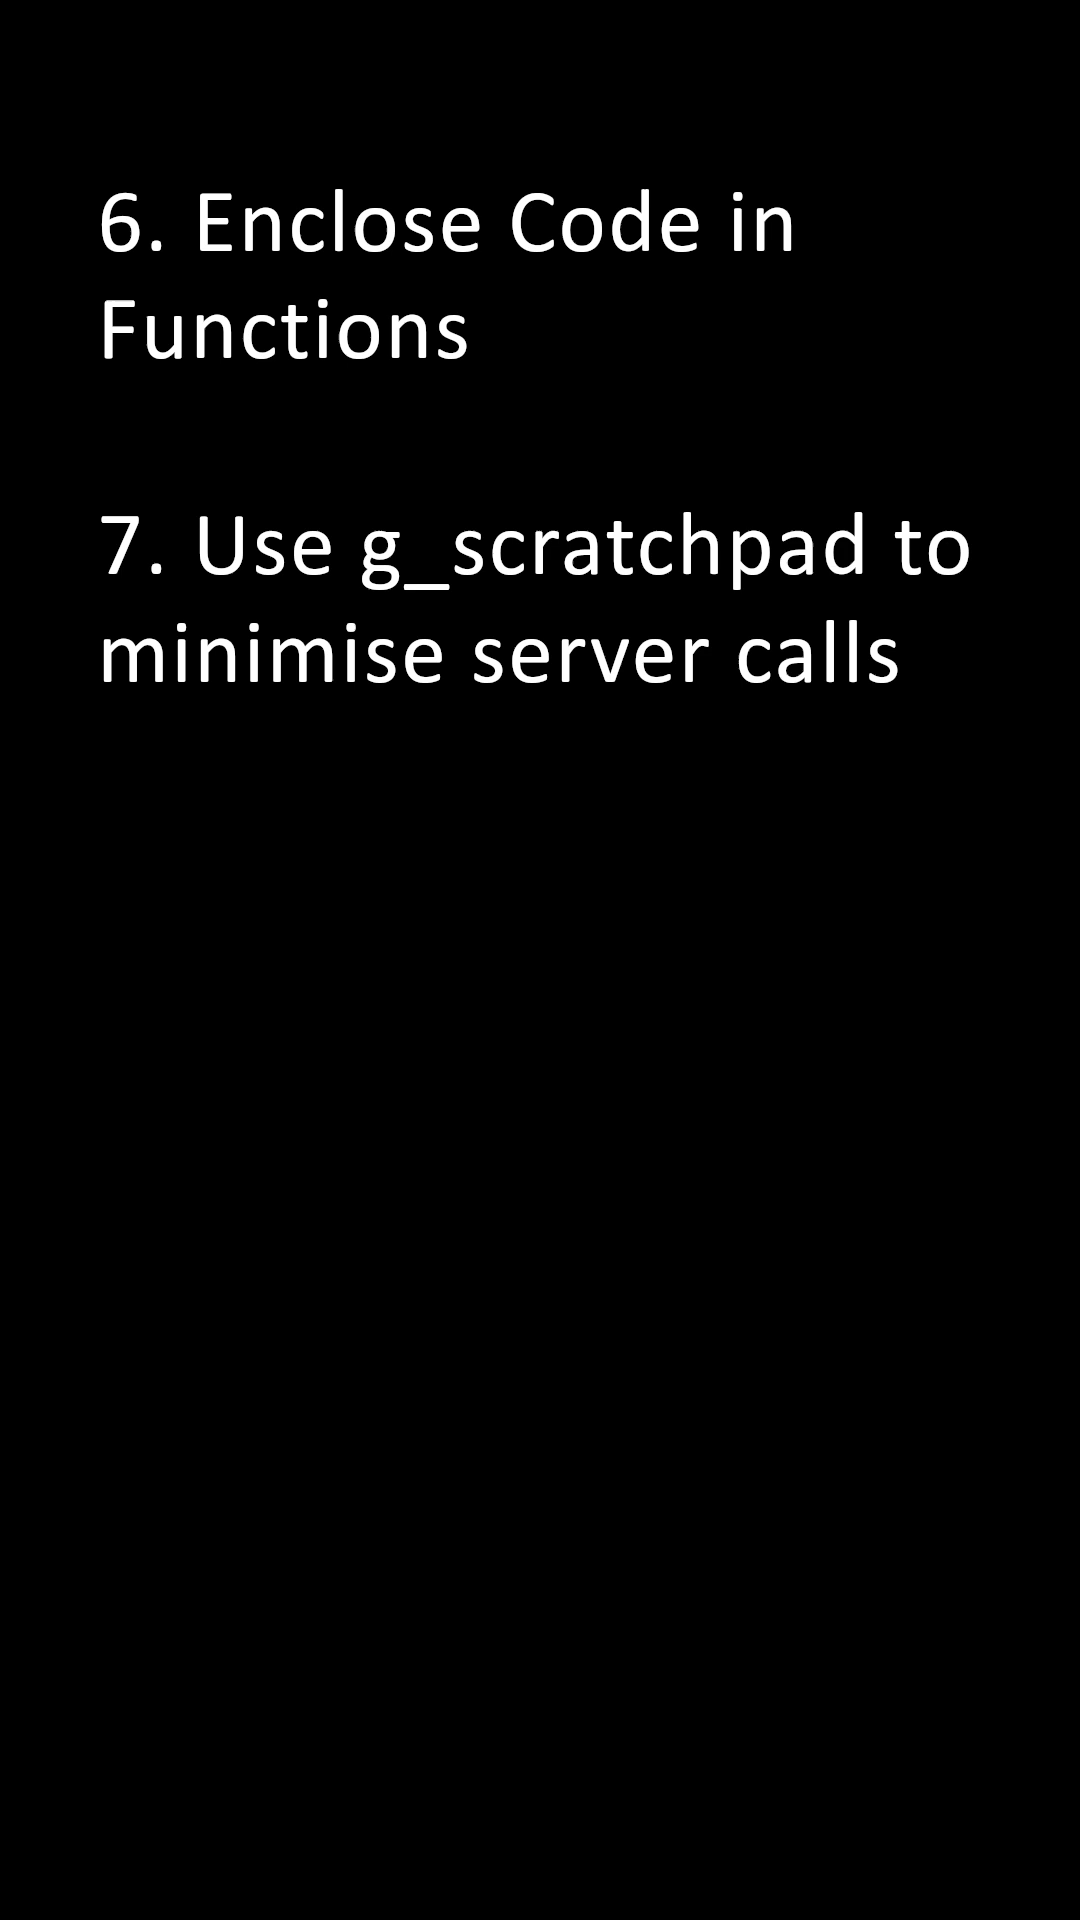 6. Enclose Code in
Functions
7. Use g_scratchpad to
minimise server calls